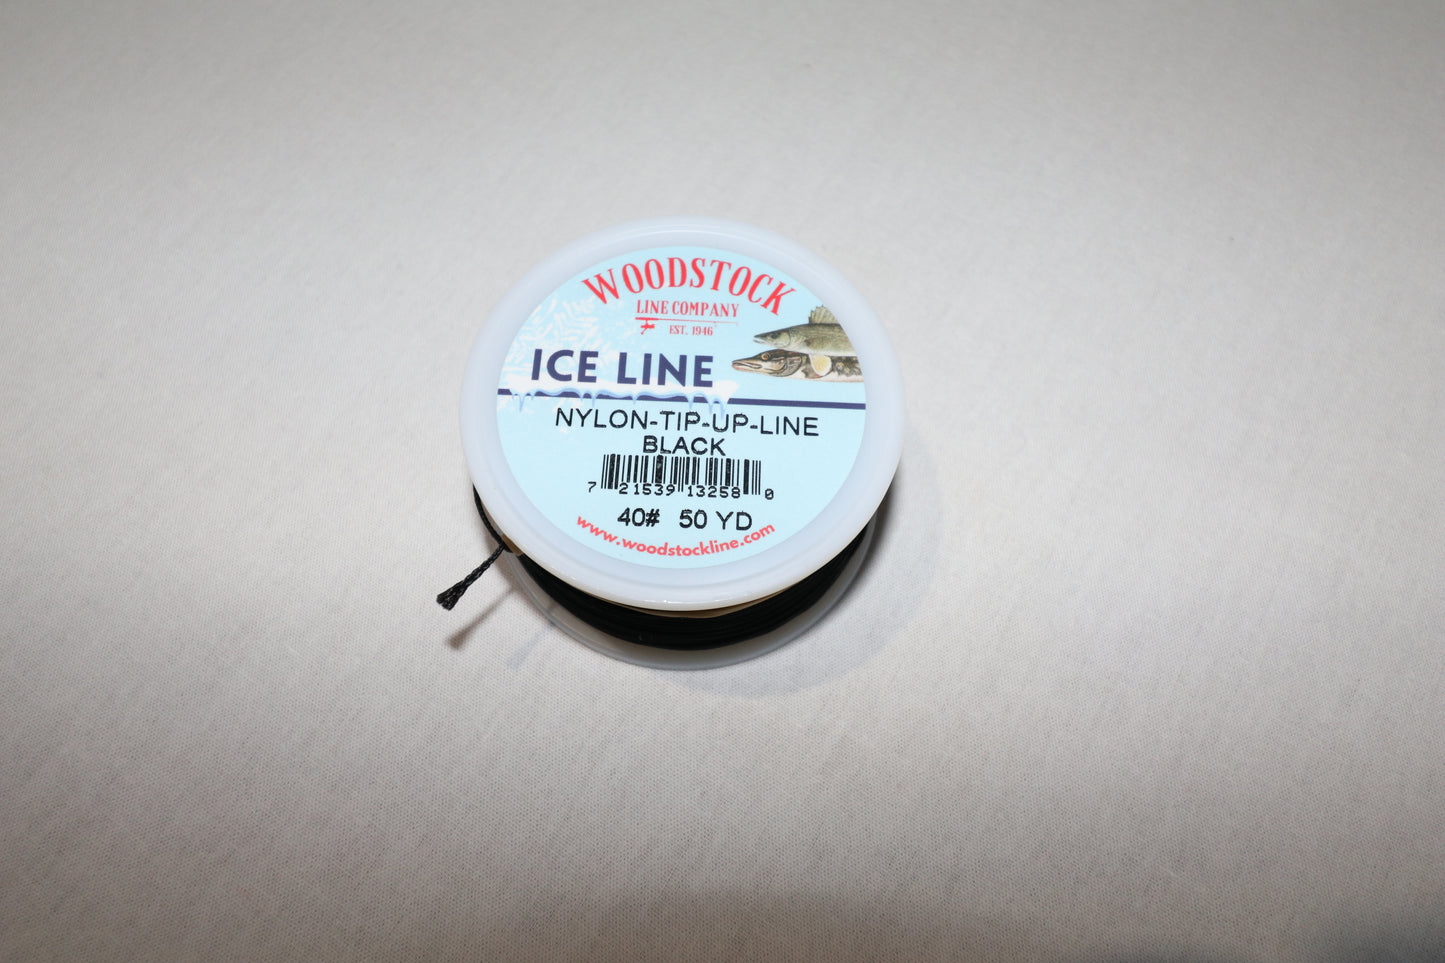 WOODSTOCK
LINE COMPANY
EST. 1946
ICE LINE
NYLON-TIP-UP-LINE
BLACK
7 21539 13258 0
40# 50 YD
www.woodstockline.com